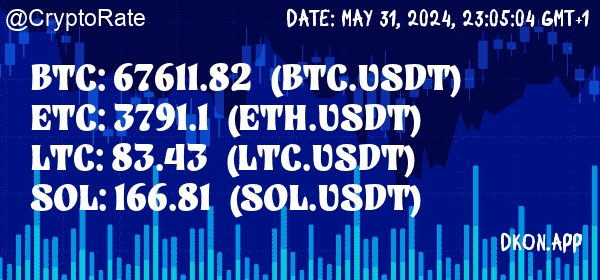 @CryptoRate
DATE: MAY 31, 2024, 23:05:04 GMT+1
BTC: 67611.82 (BTC.USDT)
ETC: 3791.1 (ETH.USDT)
LTC: 83.43 (LTC.USDT)
SOL: 166.81 (SOL.USDT)
DKON.APP